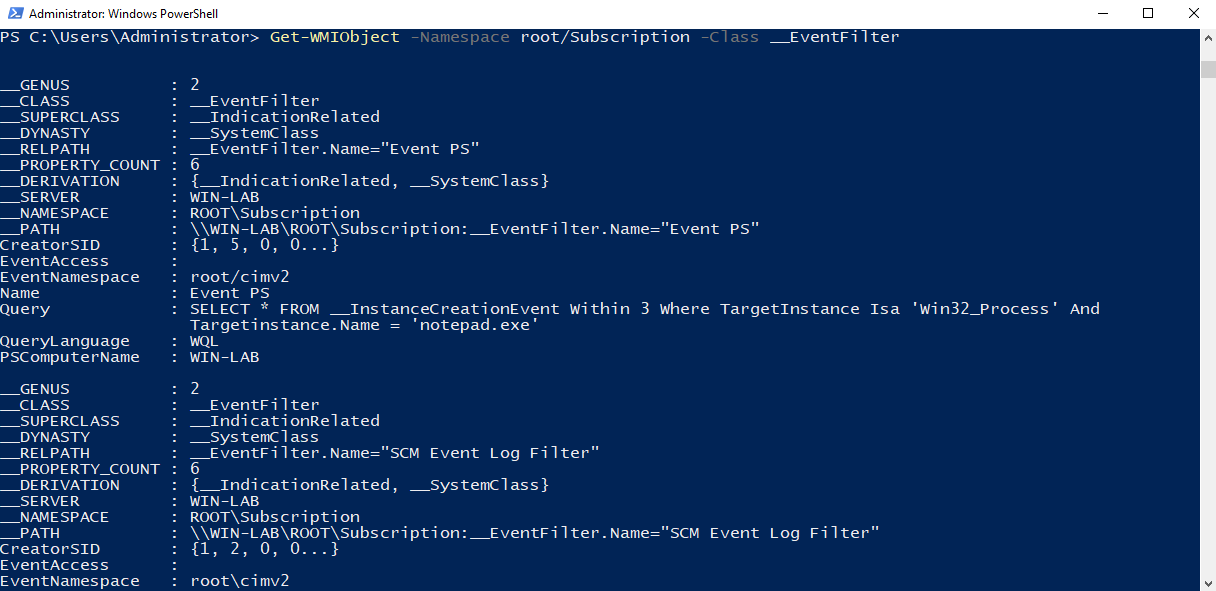 Administrator: Windows PowerShell
PS C:\Users\Administrator> Get-WMIObject -Namespace root/Subscription -Class __EventFilter
__GENUS : 2
__CLASS : __EventFilter
__SUPERCLASS : __IndicationRelated
__DYNASTY : __SystemClass
__RELPATH : __EventFilter.Name="Event PS"
__PROPERTY_COUNT : 6
__DERIVATION : {__IndicationRelated, __SystemClass}
__SERVER : WIN-LAB
__NAMESPACE : ROOT\Subscription
__PATH : \\WIN-LAB\ROOT\Subscription:__EventFilter.Name="Event PS"
CreatorSID : {1, 5, 0, 0...}
EventAccess :
EventNamespace : root/cimv2
Name : Event PS
Query : SELECT * FROM __InstanceCreationEvent Within 3 Where TargetInstance Isa 'Win32_Process' And
Targetinstance.Name = 'notepad.exe'
QueryLanguage : WQL
PSComputerName : WIN-LAB
__GENUS : 2
__CLASS : __EventFilter
__SUPERCLASS : __IndicationRelated
__DYNASTY : __SystemClass
__RELPATH : __EventFilter.Name="SCM Event Log Filter"
__PROPERTY_COUNT : 6
__DERIVATION : {__IndicationRelated, __SystemClass}
__SERVER : WIN-LAB
__NAMESPACE : ROOT\Subscription
__PATH : \\WIN-LAB\ROOT\Subscription:__EventFilter.Name="SCM Event Log Filter"
CreatorSID : {1, 2, 0, 0...}
EventAccess :
EventNamespace : root\cimv2